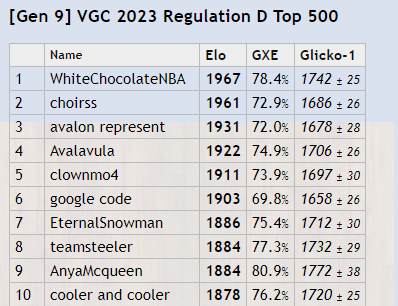 [Gen 9] VGC 2023 Regulation D Top 500
Name Elo GXE Glicko-1
1 WhiteChocolateNBA 1967 78.4% 1742 ± 25
2 choirss 1961 72.9% 1686 ± 26
3 avalon represent 1931 72.0% 1678 ± 28
4 Avalavula 1922 74.9% 1706 ± 26
5 clownmo4 1911 73.9% 1697 ± 30
6 google code 1903 69.8% 1658 ± 26
7 EternalSnowman 1886 75.4% 1712 ± 30
8 teamsteeler 1884 77.3% 1732 ± 29
9 AnyaMcqueen 1884 80.9% 1772 ± 38
10 cooler and cooler 1878 76.2% 1720 ± 25